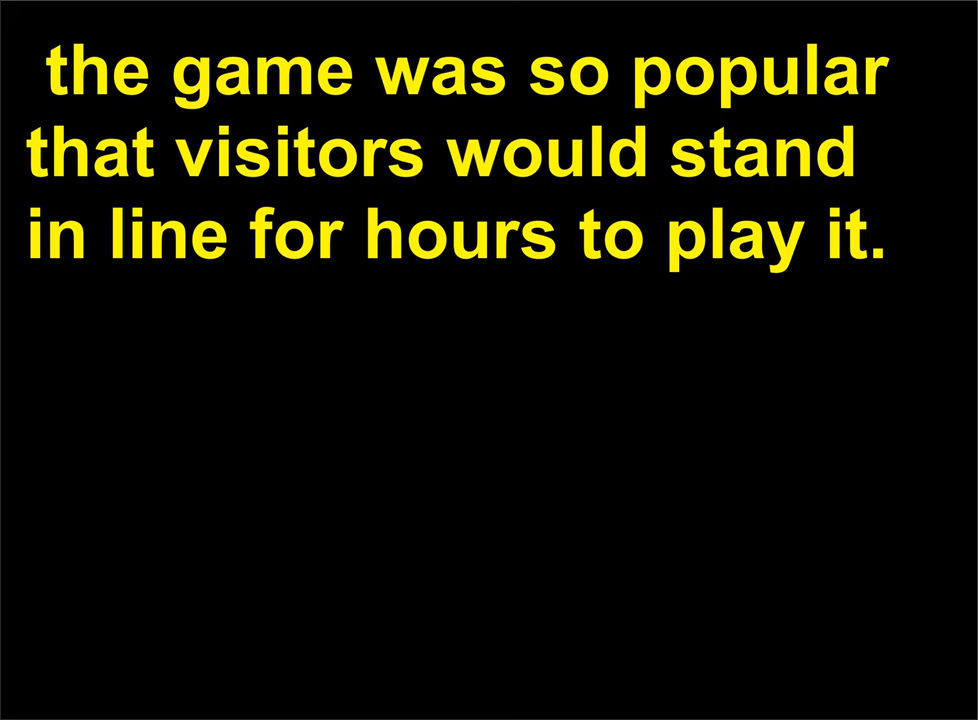 the game was so popular
that visitors would stand
in line for hours to play it.